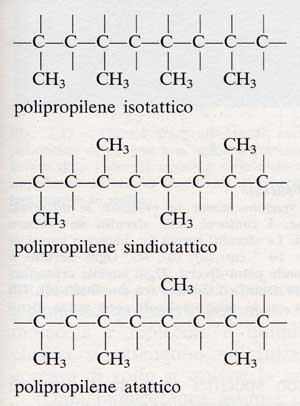 —C—C—C—C—C—C—C—C—
CH₃ CH₃ CH₃ CH₃
polipropilene isotattico
CH₃ CH₃
—C—C—C—C—C—C—C—C—
CH₃ CH₃
polipropilene sindiotattico
CH₃
—C—C—C—C—C—C—C—C—
CH₃ CH₃ CH₃
polipropilene atattico